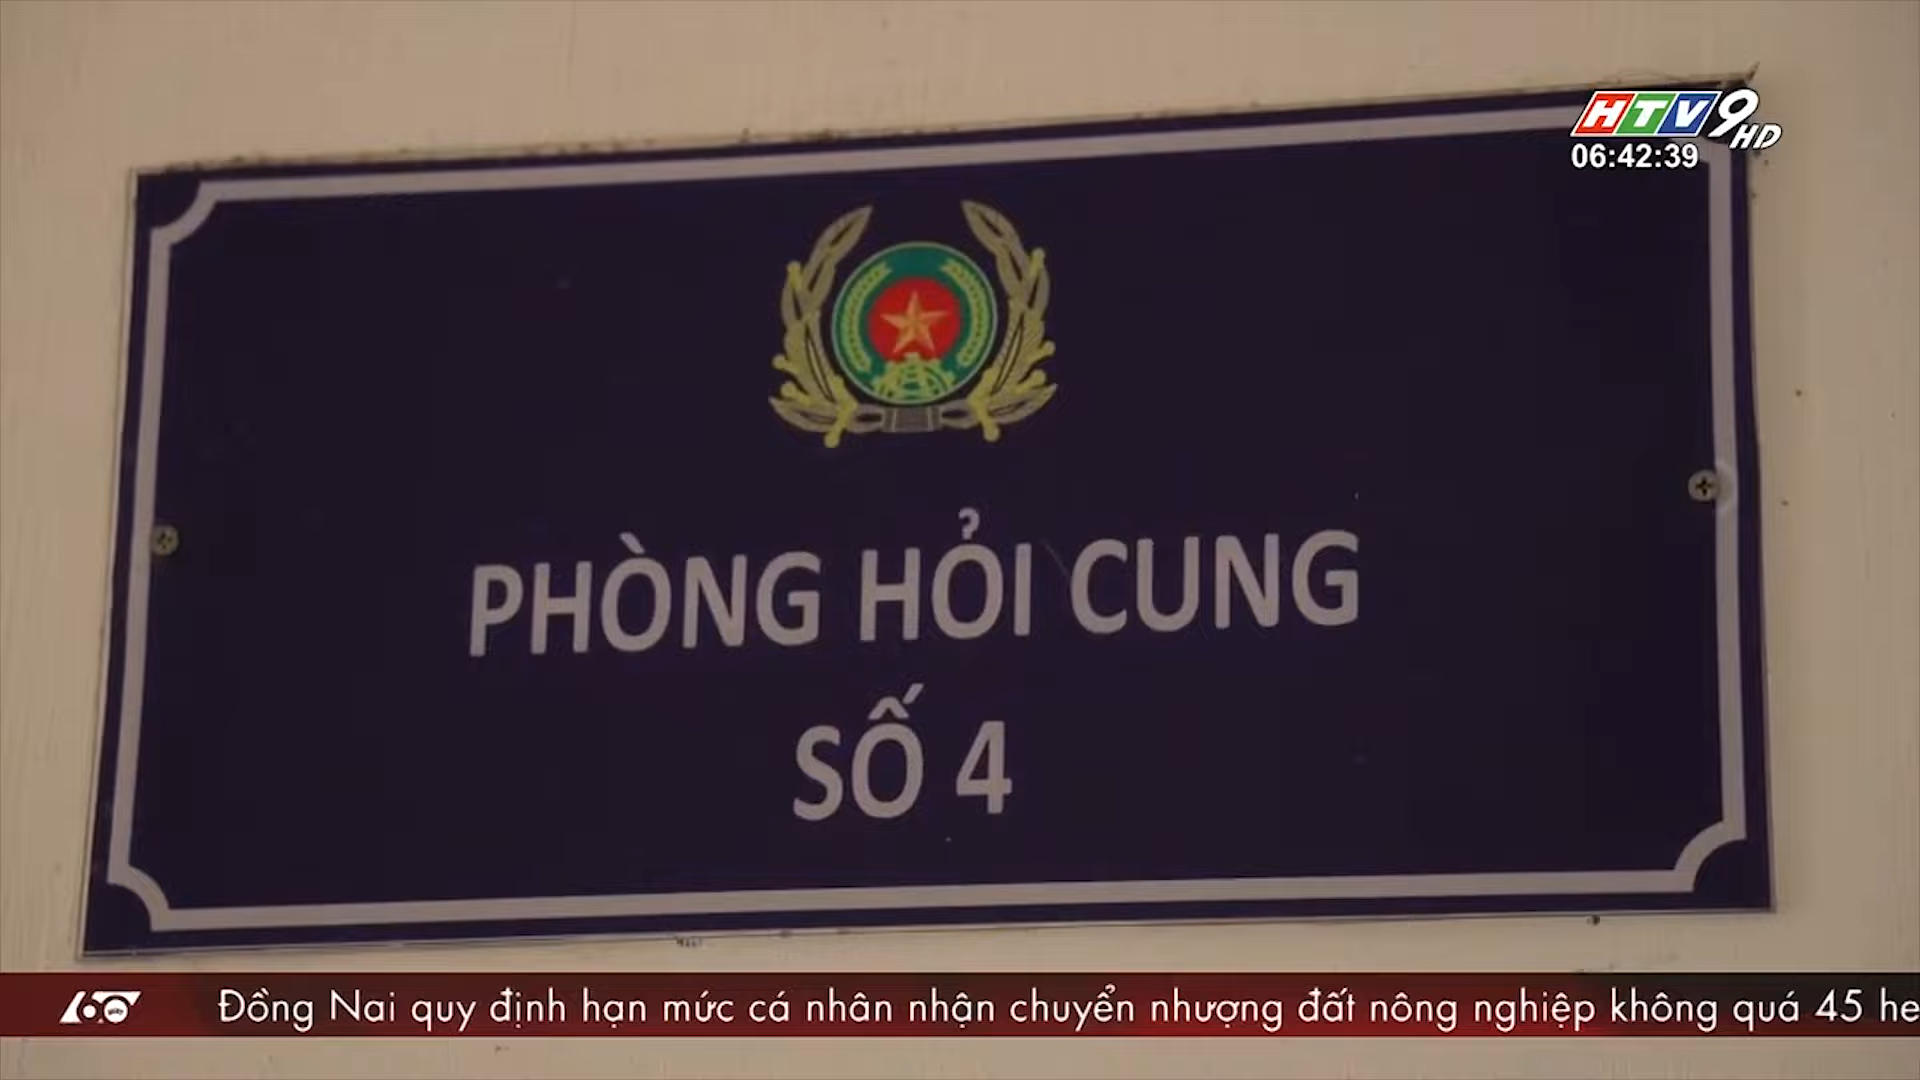 HTV9 HD
06:42:39
PHÒNG HỎI CUNG
SỐ 4
Đồng Nai quy định hạn mức cá nhân nhận chuyển nhượng đất nông nghiệp không quá 45 he